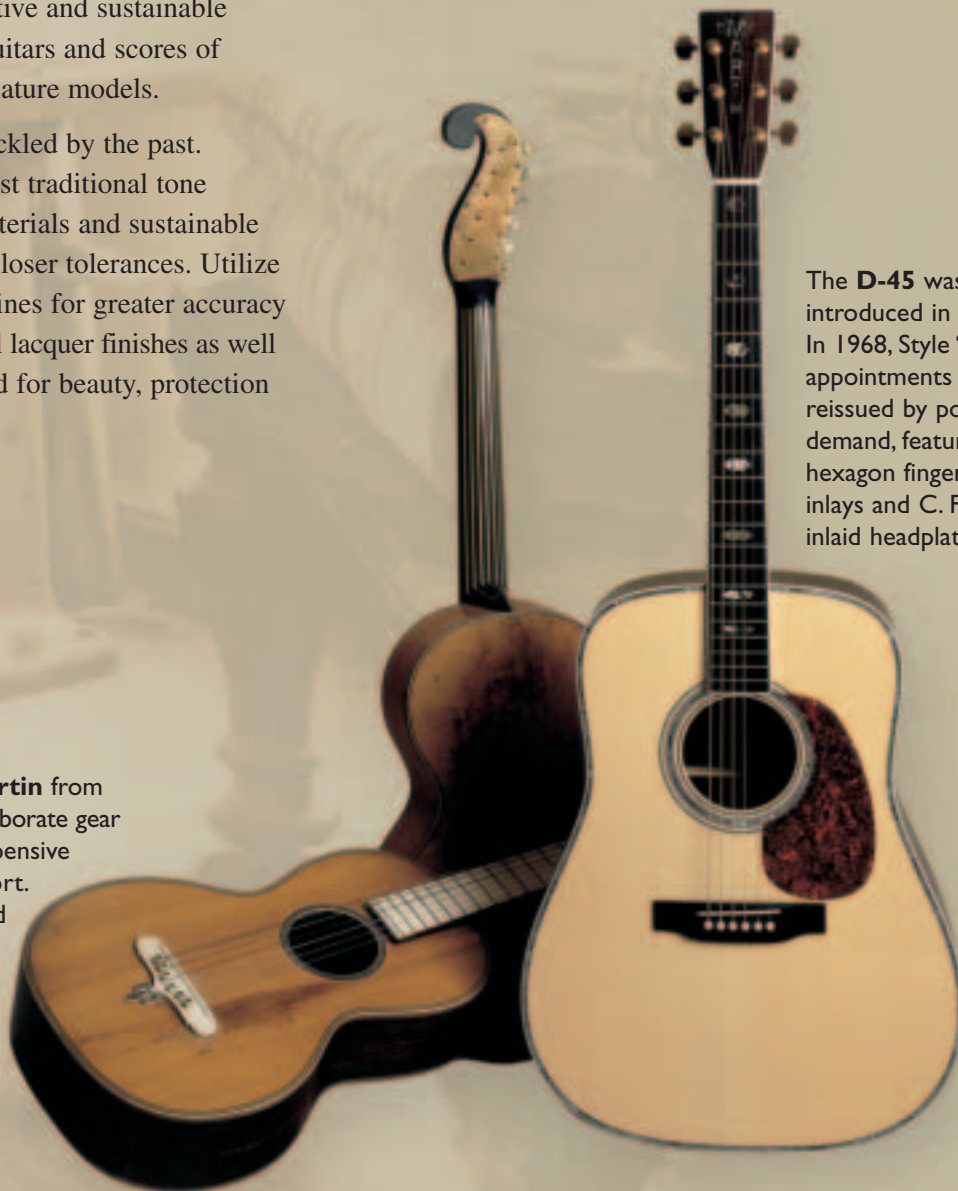 tive and sustainable
uitars and scores of
ature models.
ckled by the past.
st traditional tone
terials and sustainable
loser tolerances. Utilize
ines for greater accuracy
l lacquer finishes as well
d for beauty, protection
The D-45 was
introduced in
In 1968, Style
appointments
reissued by po
demand, featur
hexagon finger
inlays and C. F
inlaid headplat
rtin from
borate gear
pensive
ort.
d